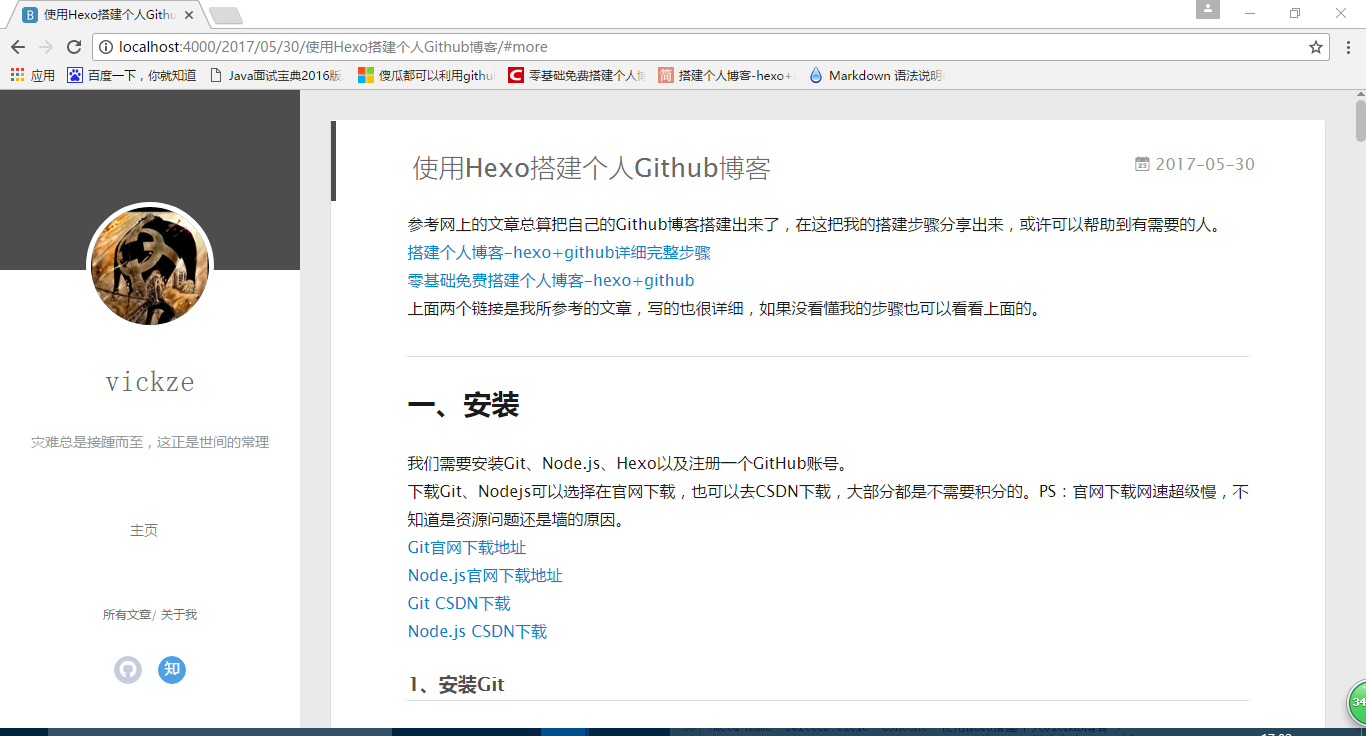 使用Hexo搭建个人Githu
localhost:4000/2017/05/30/使用Hexo搭建个人Github博客/#more
应用 百度一下，你就知道 Java面试宝典2016版 傻瓜都可以利用githu 零基础免费搭建个人博 搭建个人博客-hexo+ Markdown 语法说明
使用Hexo搭建个人Github博客
2017-05-30
参考网上的文章总算把自己的Github博客搭建出来了，在这把我的搭建步骤分享出来，或许可以帮助到有需要的人。
搭建个人博客-hexo+github详细完整步骤
零基础免费搭建个人博客-hexo+github
上面两个链接是我所参考的文章，写的也很详细，如果没看懂我的步骤也可以看看上面的。
一、安装
我们需要安装Git、Node.js、Hexo以及注册一个GitHub账号。
下载Git、Nodejs可以选择在官网下载，也可以去CSDN下载，大部分都是不需要积分的。PS：官网下载网速超级慢，不
知道是资源问题还是墙的原因。
Git官网下载地址
Node.js官网下载地址
Git CSDN下载
Node.js CSDN下载
1、安装Git
vickze
灾难总是接踵而至，这正是世间的常理
主页
所有文章/ 关于我
知
34